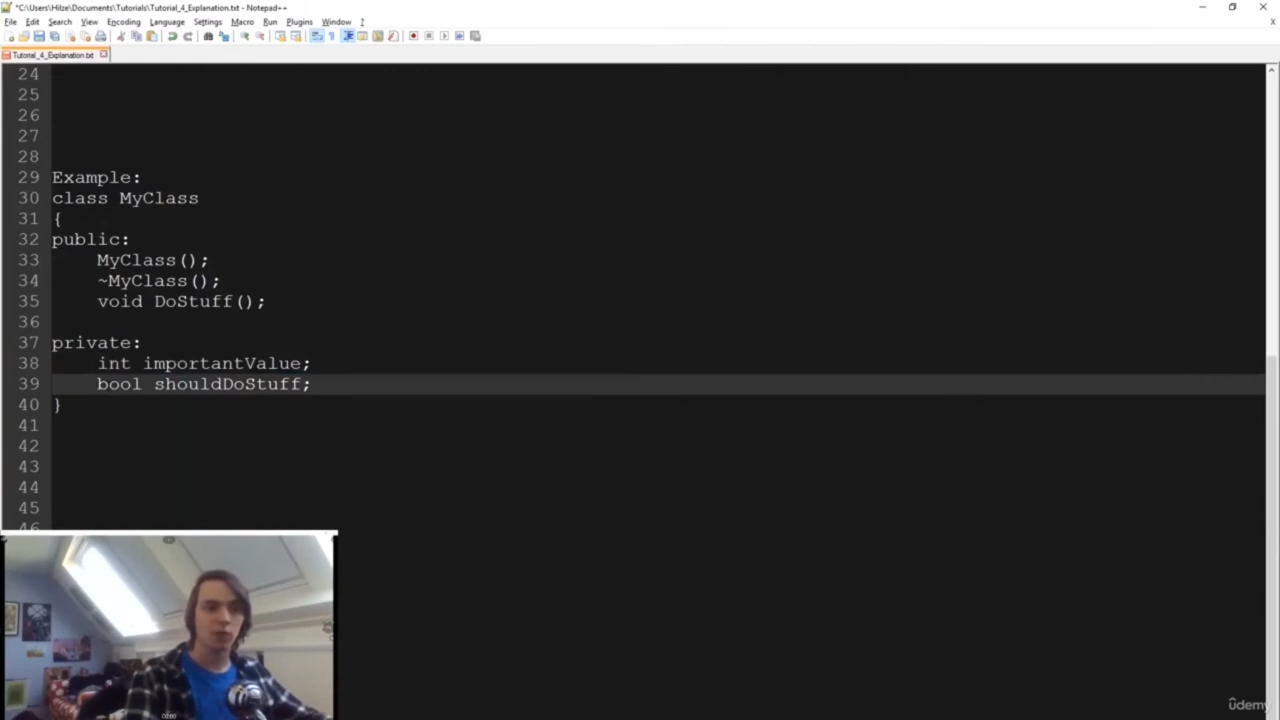 *C:\Users\Hilze\Documents\Tutorials\Tutorial_4_Explanation.txt - Notepad++
File Edit Search View Encoding Language Settings Macro Run Plugins Window ? X
Tutorial_4_Explanation.txt
24
25
26
27
28
29 Example:
30 class MyClass
31 {
32 public:
33 MyClass();
34 ~MyClass();
35 void DoStuff();
36
37 private:
38 int importantValue;
39 bool shouldDoStuff;
40 }
41
42
43
44
45
46
ûdemy